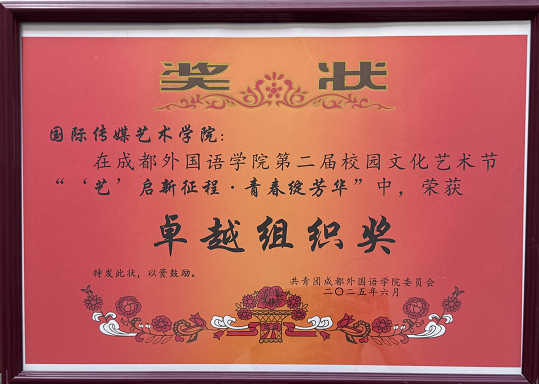 奖状
国际传媒艺术学院：
在成都外国语学院第二届校园文化艺术节
“‘艺’启新征程·青春绽芳华”中，荣获
卓越组织奖
特发此状，以资鼓励。
共青团成都外国语学院委员会
二〇二五年六月